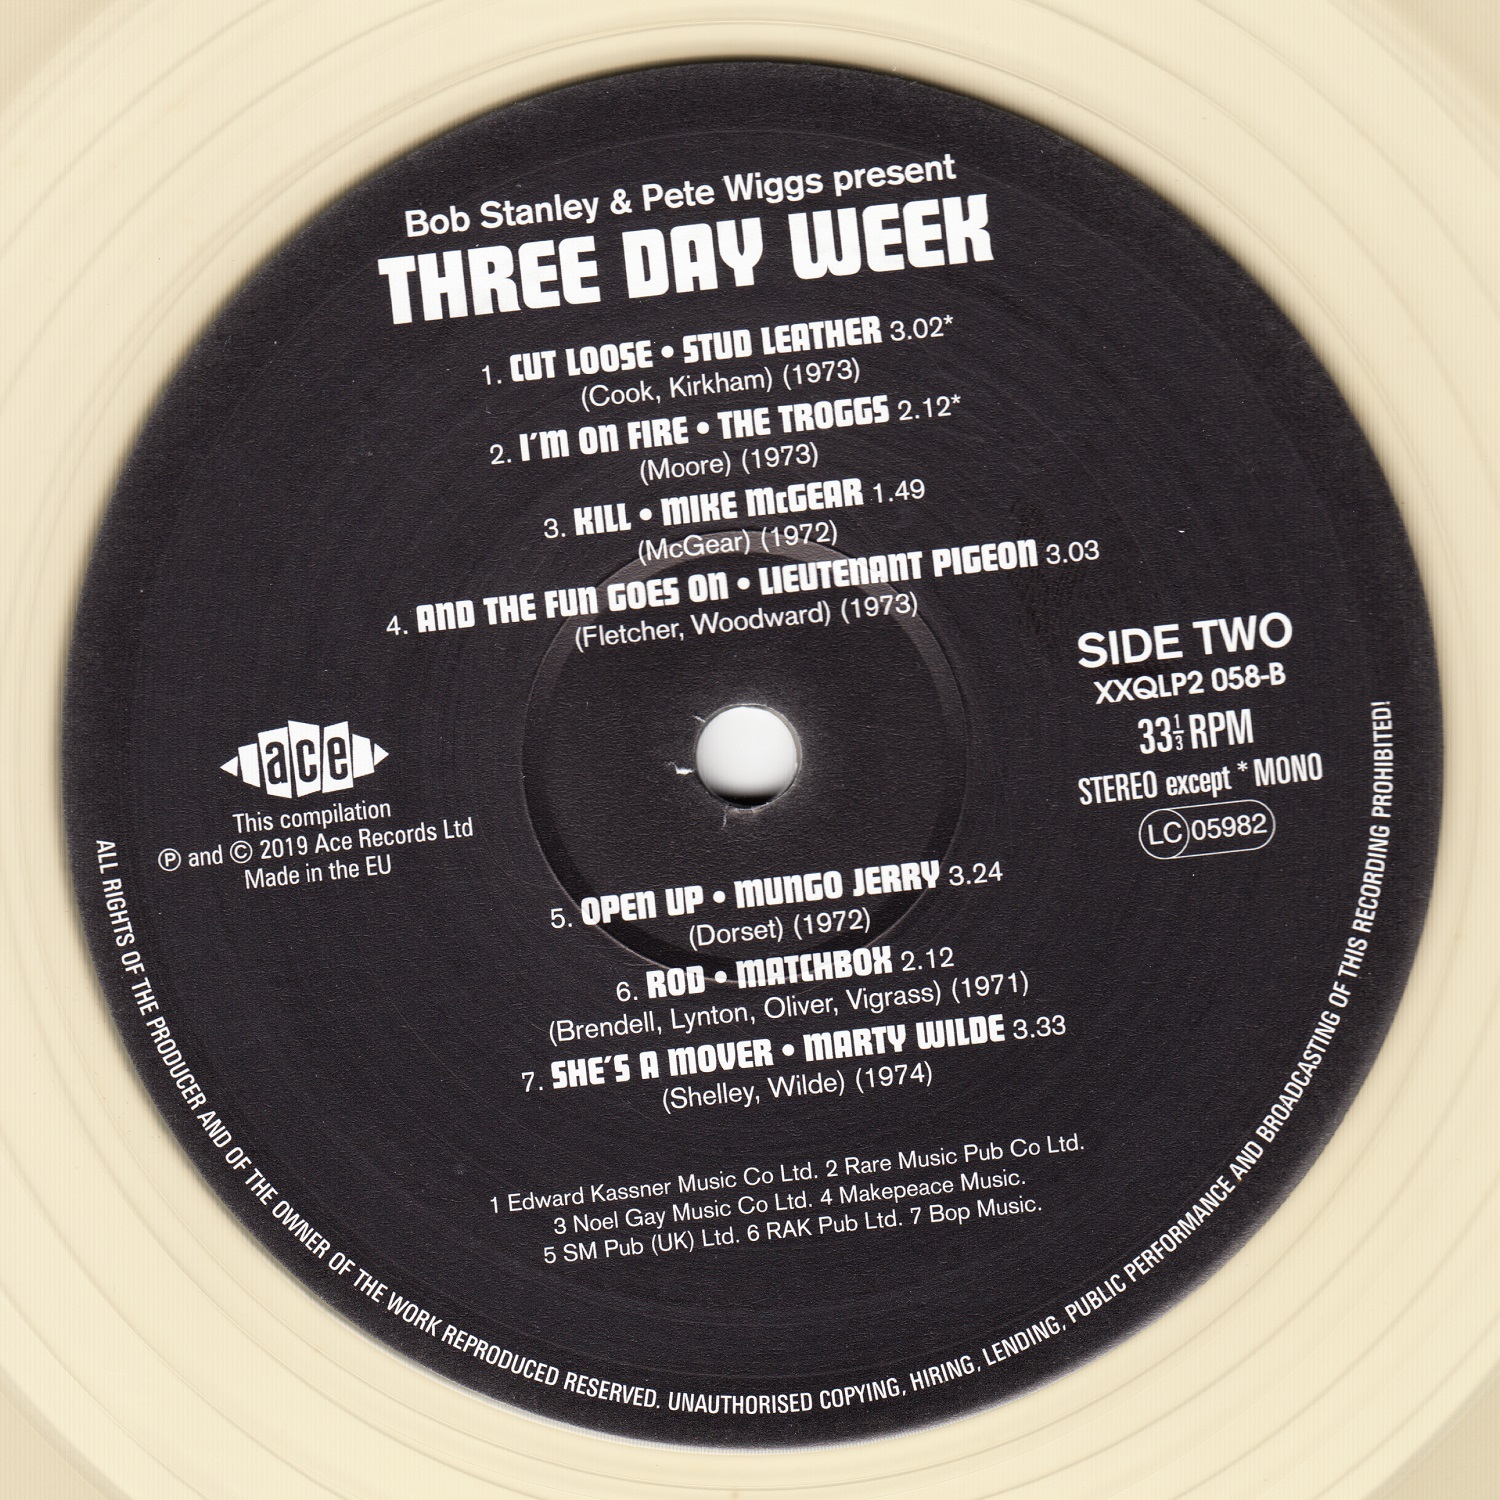 Bob Stanley & Pete Wiggs present
THREE DAY WEEK
1. CUT LOOSE • STUD LEATHER 3.02*
(Cook, Kirkham) (1973)
2. I'M ON FIRE • THE TROGGS 2.12*
(Moore) (1973)
3. KILL • MIKE McGEAR 1.49
(McGear) (1972)
4. AND THE FUN GOES ON • LIEUTENANT PIGEON 3.03
(Fletcher, Woodward) (1973)
SIDE TWO
XXQLP2 058-B
33⅓ RPM
STEREO except * MONO
LC 05982
ace
This compilation
Ⓟ and © 2019 Ace Records Ltd
Made in the EU
5. OPEN UP • MUNGO JERRY 3.24
(Dorset) (1972)
6. ROD • MATCHBOX 2.12
(Brendell, Lynton, Oliver, Vigrass) (1971)
7. SHE'S A MOVER • MARTY WILDE 3.33
(Shelley, Wilde) (1974)
1 Edward Kassner Music Co Ltd. 2 Rare Music Pub Co Ltd.
3 Noel Gay Music Co Ltd. 4 Makepeace Music.
5 SM Pub (UK) Ltd. 6 RAK Pub Ltd. 7 Bop Music.
ALL RIGHTS OF THE PRODUCER AND OF THE OWNER OF THE WORK REPRODUCED RESERVED. UNAUTHORISED COPYING, HIRING, LENDING, PUBLIC PERFORMANCE AND BROADCASTING OF THIS RECORDING PROHIBITED!